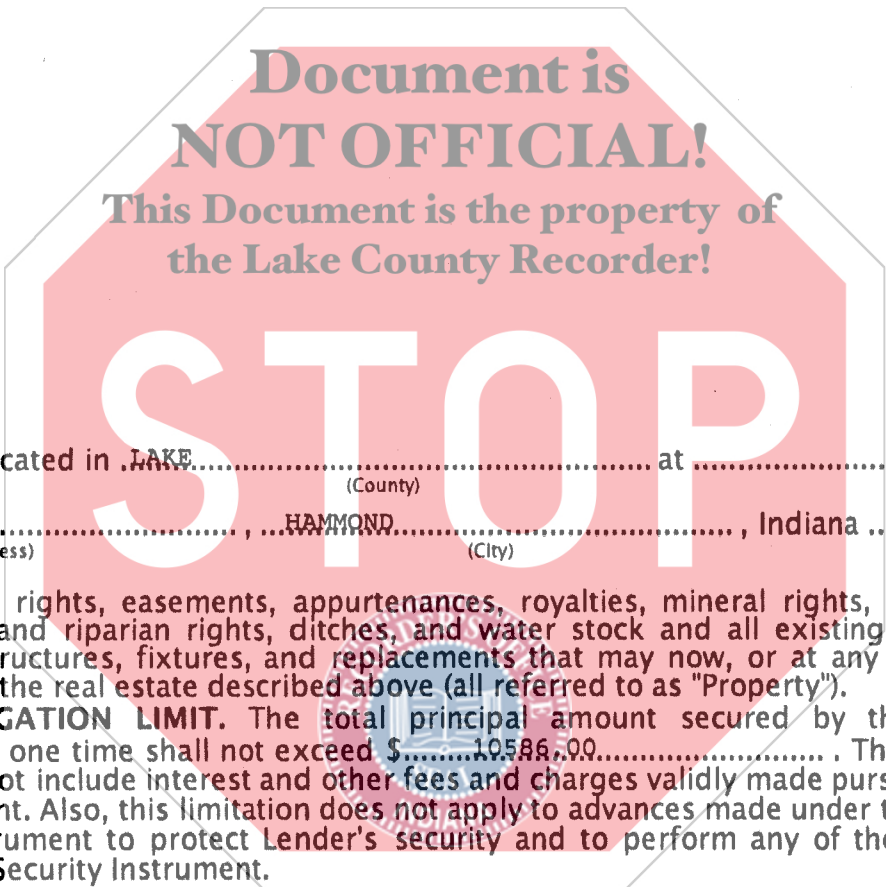 Document is
NOT OFFICIAL!
This Document is the property of
the Lake County Recorder!
STOP
cated in .LAKE.................................................................... at ............................
(County)
.......................... , ...HAMMOND.................................................... , Indiana ..
ess) (City)
rights, easements, appurtenances, royalties, mineral rights,
and riparian rights, ditches, and water stock and all existing
ructures, fixtures, and replacements that may now, or at any
the real estate described above (all referred to as "Property").
GATION LIMIT. The total principal amount secured by th
one time shall not exceed $.........10586.00................................. . Th
ot include interest and other fees and charges validly made purs
nt. Also, this limitation does not apply to advances made under t
rument to protect Lender's security and to perform any of the
Security Instrument.